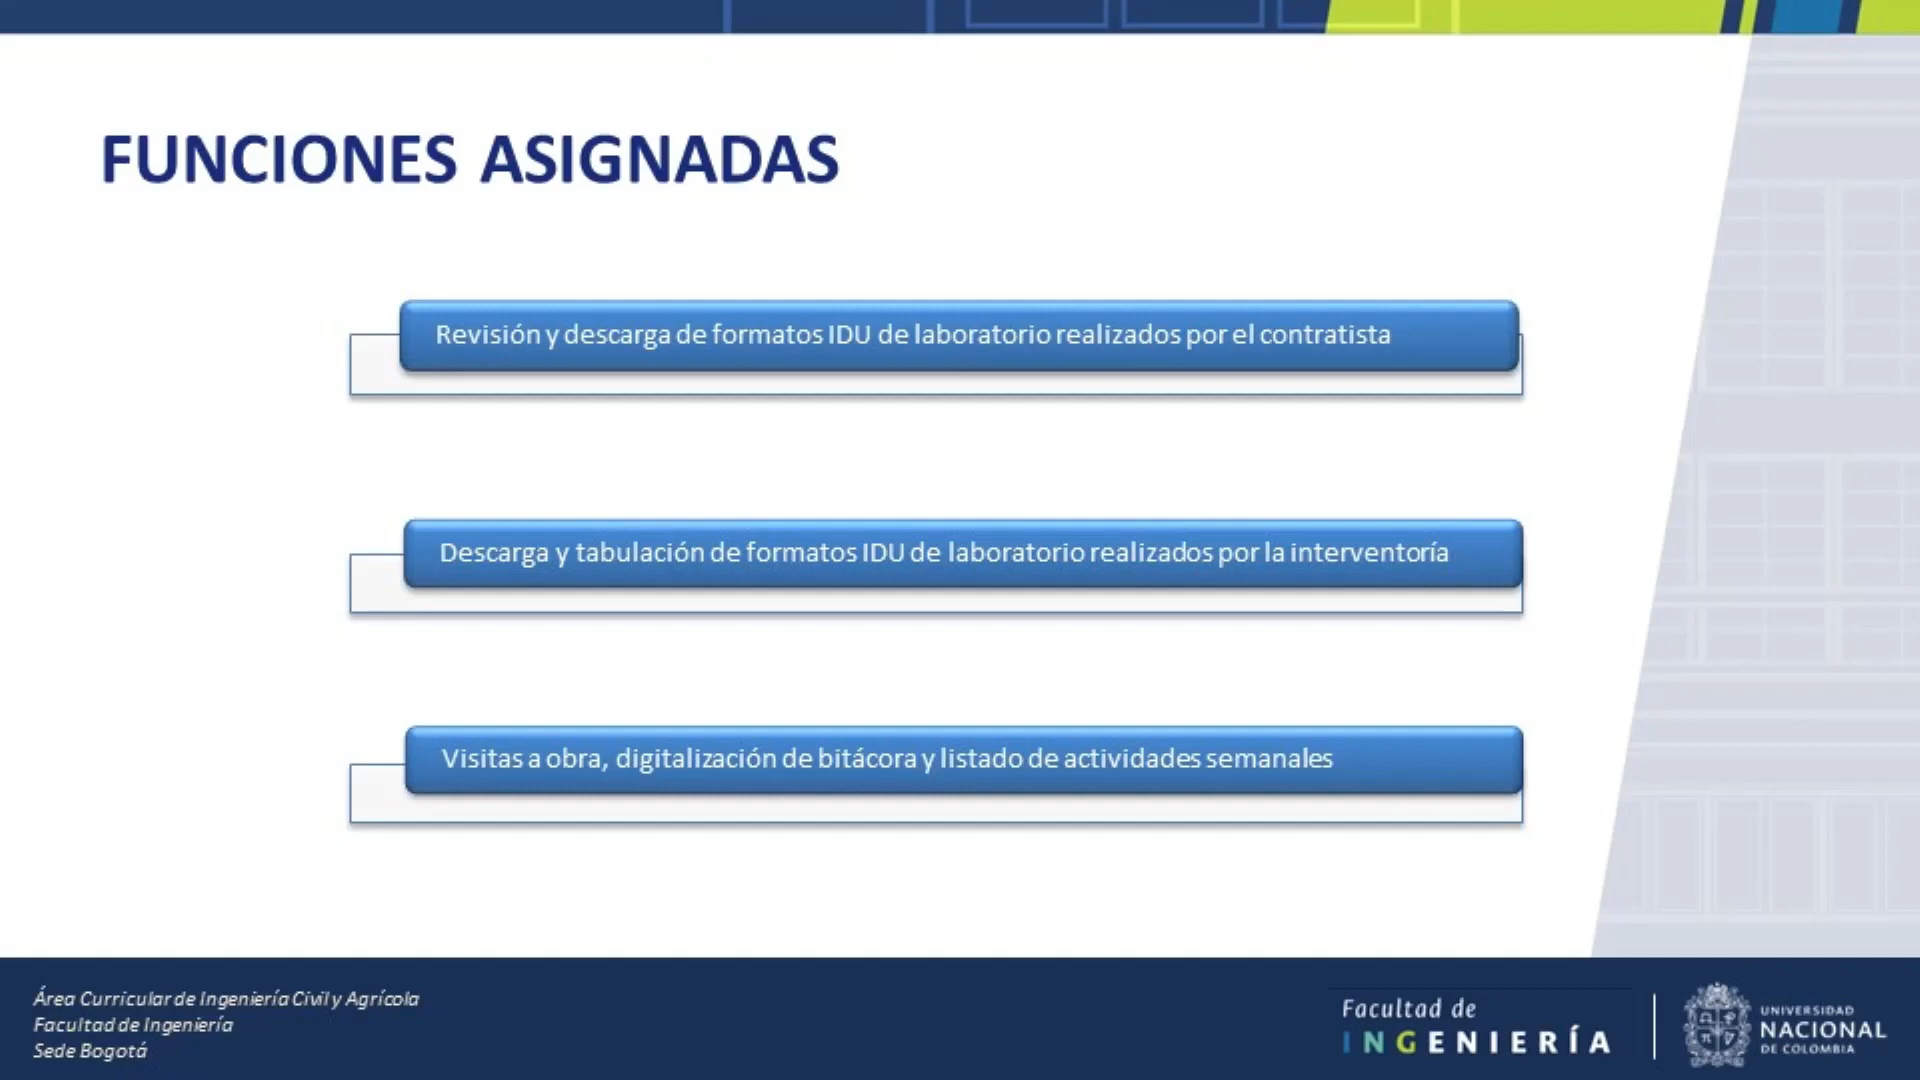 FUNCIONES ASIGNADAS
Revisión y descarga de formatos IDU de laboratorio realizados por el contratista
Descarga y tabulación de formatos IDU de laboratorio realizados por la interventoría
Visitas a obra, digitalización de bitácora y listado de actividades semanales
Área Curricular de Ingeniería Civil y Agrícola
Facultad de Ingeniería
Sede Bogotá
Facultad de
INGENIERÍA
UNIVERSIDAD
NACIONAL
DE COLOMBIA